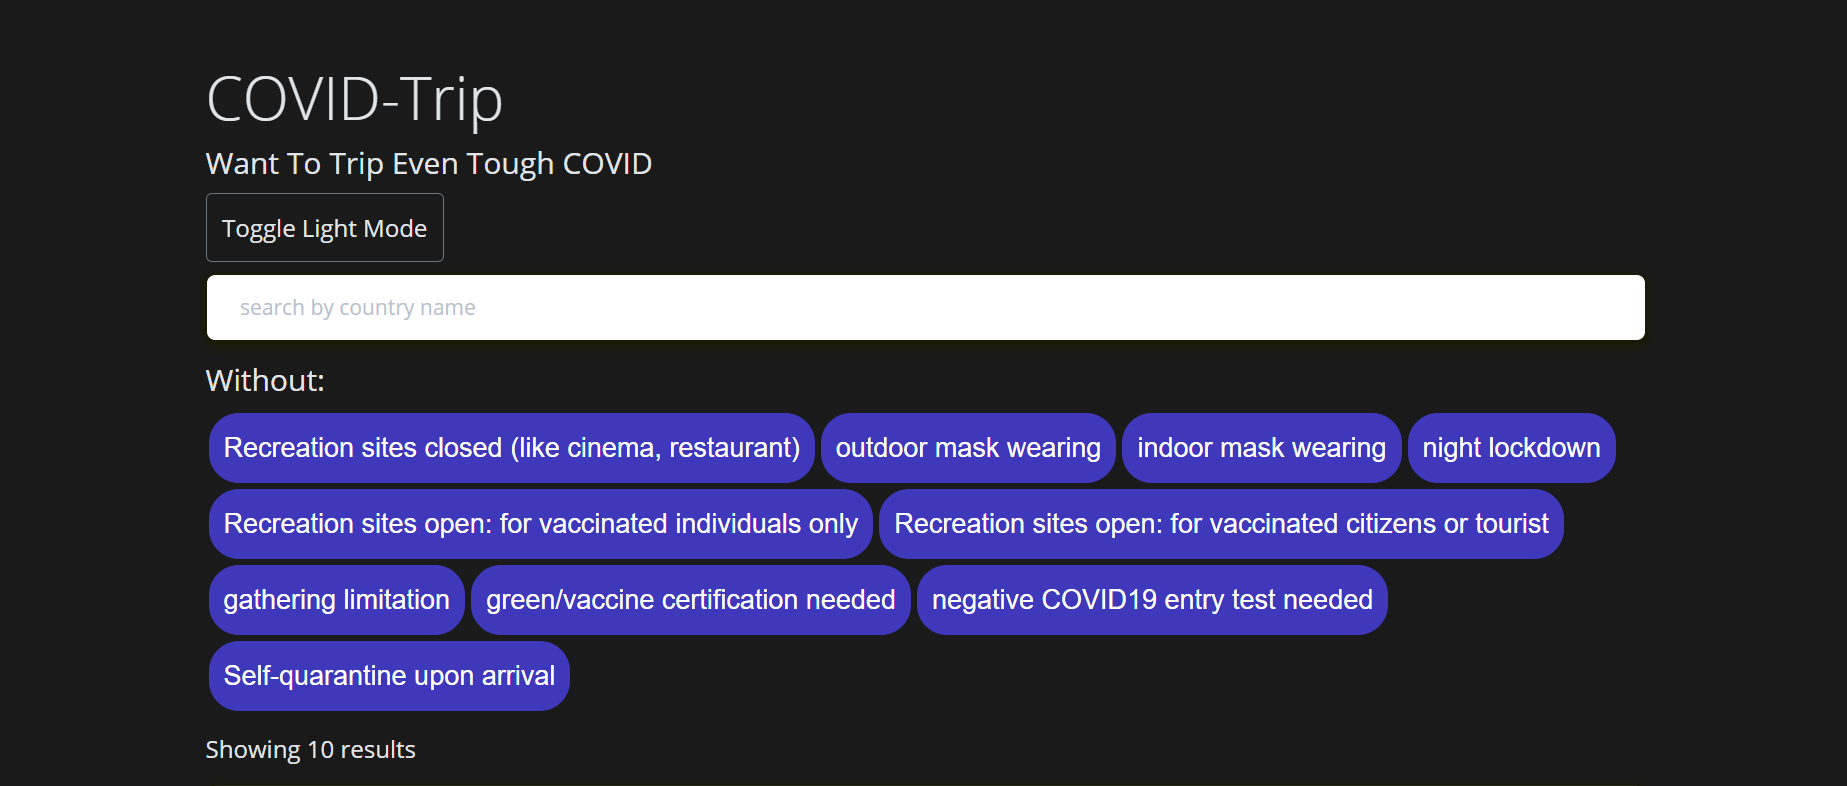 COVID-Trip
Want To Trip Even Tough COVID
Toggle Light Mode
search by country name
Without:
Recreation sites closed (like cinema, restaurant) outdoor mask wearing indoor mask wearing night lockdown
Recreation sites open: for vaccinated individuals only Recreation sites open: for vaccinated citizens or tourist
gathering limitation green/vaccine certification needed negative COVID19 entry test needed
Self-quarantine upon arrival
Showing 10 results